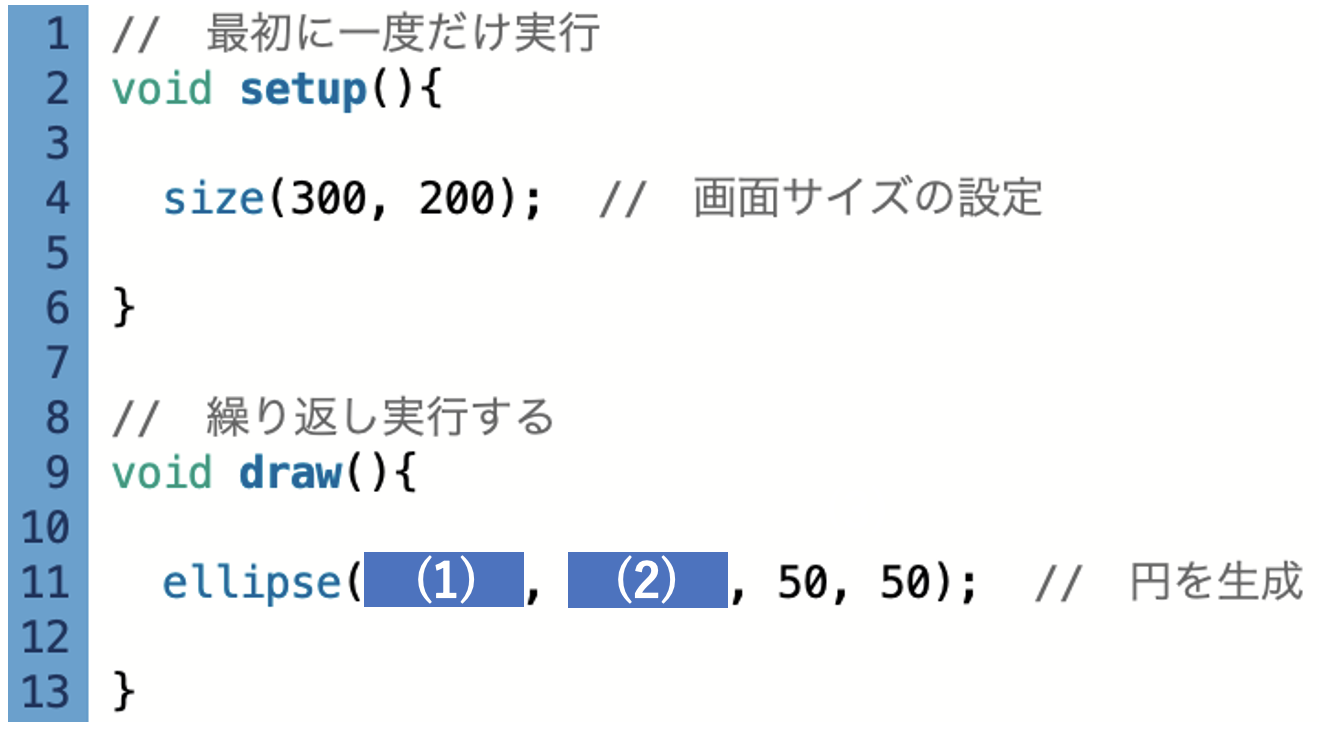 1 // 最初に一度だけ実行
2 void setup(){
3
4 size(300, 200); // 画面サイズの設定
5
6 }
7
8 // 繰り返し実行する
9 void draw(){
10
11 ellipse( (1) , (2) , 50, 50); // 円を生成
12
13 }